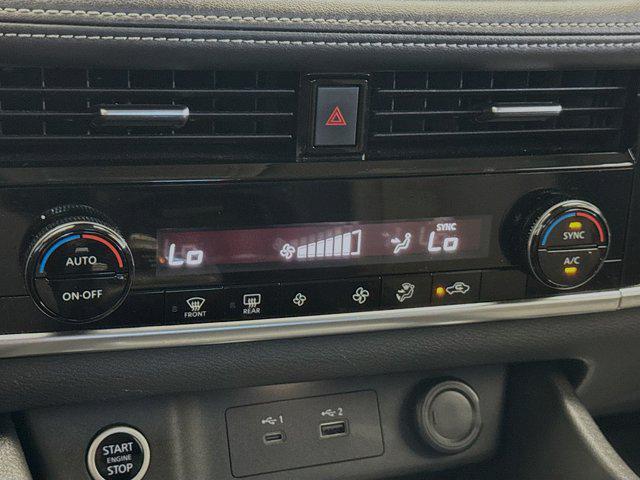 SYNC
Lo
Lo
AUTO
ON-OFF
SYNC
A/C
FRONT
REAR
1
2
START
ENGINE
STOP